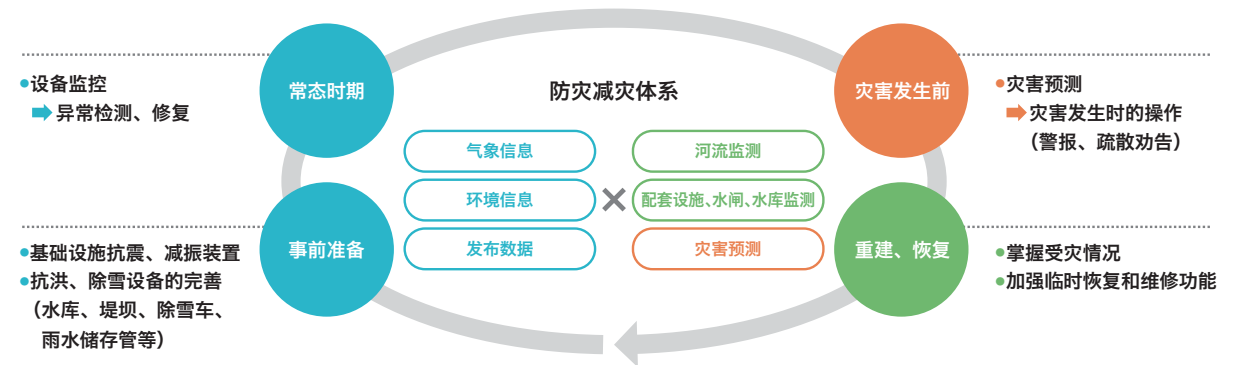 防灾减灾体系
常态时期
●设备监控
异常检测、修复
事前准备
●基础设施抗震、减振装置
●抗洪、除雪设备的完善
（水库、堤坝、除雪车、
雨水储存管等）
气象信息
环境信息
发布数据
×
河流监测
配套设施、水闸、水库监测
灾害预测
灾害发生前
●灾害预测
灾害发生时的操作
（警报、疏散劝告）
重建、恢复
●掌握受灾情况
●加强临时恢复和维修功能